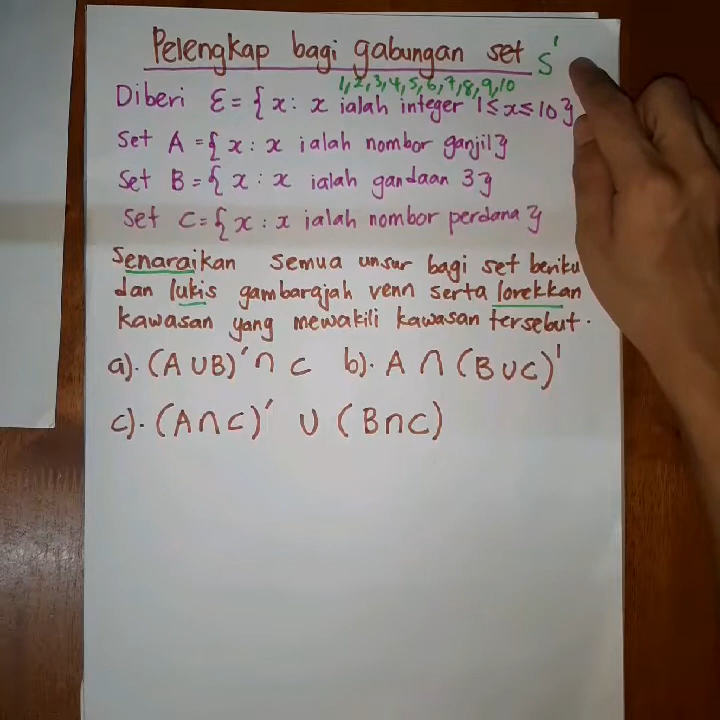 Pelengkap bagi gabungan set S'
1, 2, 3, 4, 5, 6, 7, 8, 9, 10
Diberi ε = { x : x ialah integer 1 ≤ x ≤ 10 }
Set A = { x : x ialah nombor ganjil }
Set B = { x : x ialah gandaan 3 }
Set C = { x : x ialah nombor perdana }
Senaraikan semua unsur bagi set beriku
dan lukis gambarajah venn serta lorekkan
kawasan yang mewakili kawasan tersebut.
a). (A ∪ B)' ∩ C b). A ∩ (B ∪ C)'
c). (A ∩ C)' ∪ (B ∩ C)